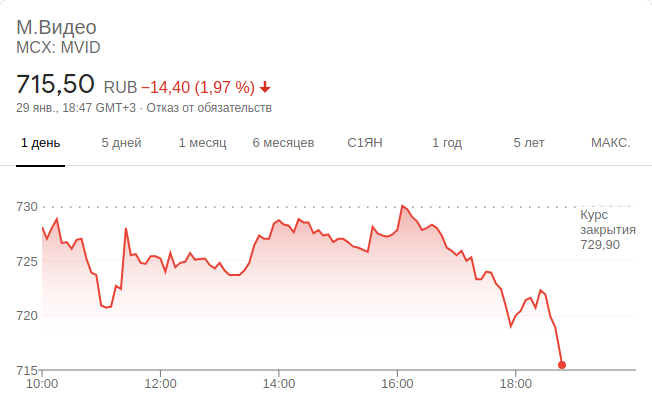 М.Видео
MCX: MVID
715,50 RUB −14,40 (1,97 %)
29 янв., 18:47 GMT+3 · Отказ от обязательств
1 день 5 дней 1 месяц 6 месяцев С1ЯН 1 год 5 лет МАКС.
730
Курс
закрытия
729,90
725
720
715
10:00 12:00 14:00 16:00 18:00